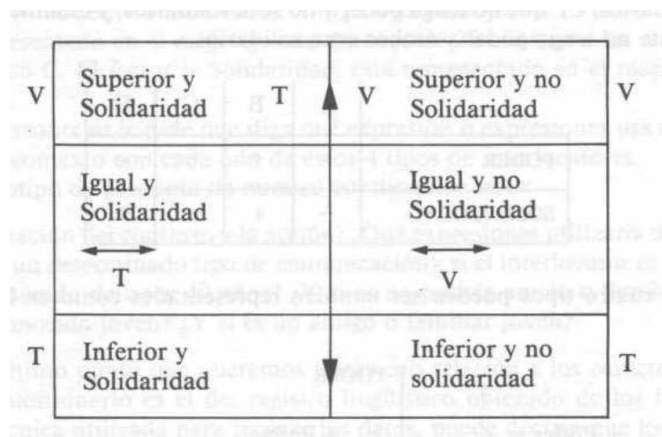 V
Superior y
Solidaridad
T
V
Superior y no
Solidaridad
V
Igual y
Solidaridad
T
Igual y no
Solidaridad
V
T
Inferior y
Solidaridad
Inferior y no
solidaridad
T